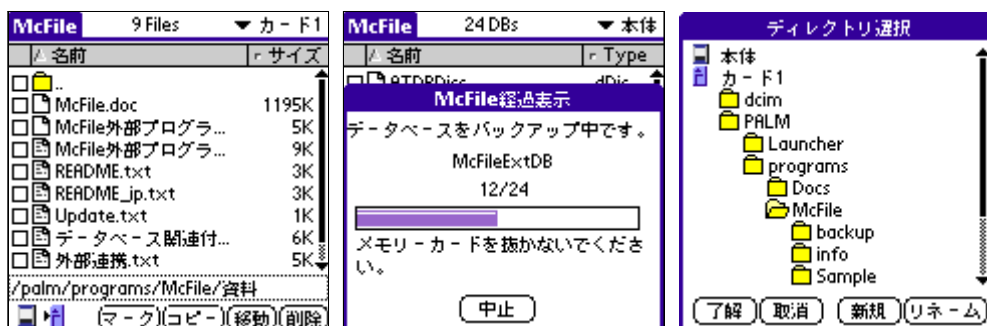 McFile 9 Files カード1
名前 サイズ
..
McFile.doc 1195K
McFile外部プログラ... 5K
McFile外部プログラ... 9K
README.txt 3K
README_jp.txt 3K
Update.txt 1K
データベース関連付... 6K
外部連携.txt 5K
/palm/programs/McFile/資料
マーク コピー 移動 削除
McFile 24 DBs 本体
名前 Type
McFile経過表示
データベースをバックアップ中です。
McFileExtDB
12/24
メモリーカードを抜かないでくださ
い。
中止
ディレクトリ選択
本体
カード1
dcim
PALM
Launcher
programs
Docs
McFile
backup
info
Sample
了解 取消 新規 リネーム